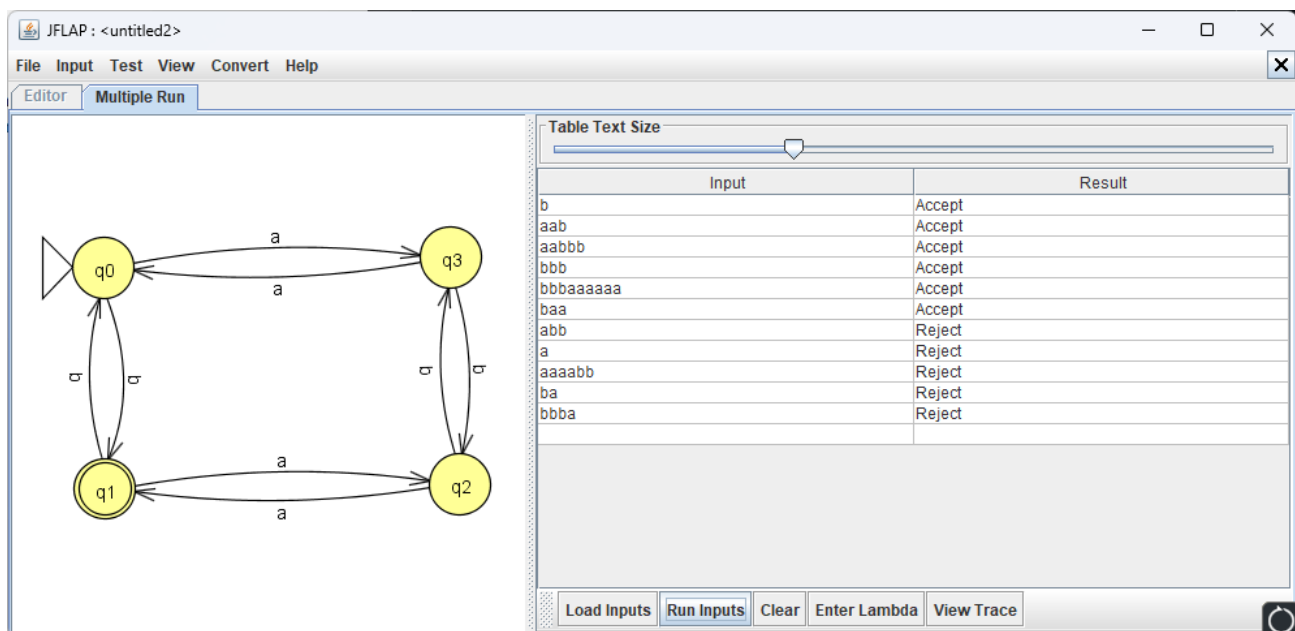 JFLAP : <untitled2>
File Input Test View Convert Help
Editor Multiple Run
Table Text Size
Input Result
b Accept
aab Accept
aabbb Accept
bbb Accept
bbbaaaaaa Accept
baa Accept
abb Reject
a Reject
aaaabb Reject
ba Reject
bbba Reject
q0 a q3
a
b b b b
q1 a q2
a
Load Inputs Run Inputs Clear Enter Lambda View Trace